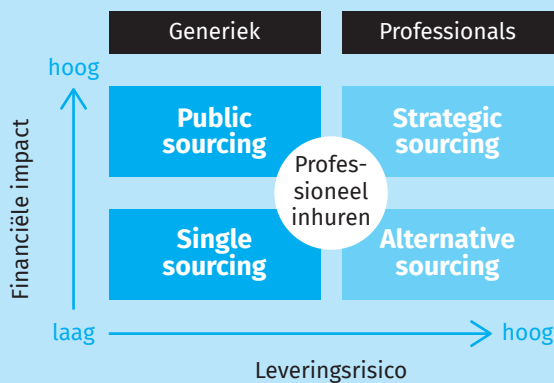 Generiek
Professionals
hoog
Public
sourcing
Strategic
sourcing
Profes-
sioneel
inhuren
Financiële impact
Single
sourcing
Alternative
sourcing
laag
hoog
Leveringsrisico